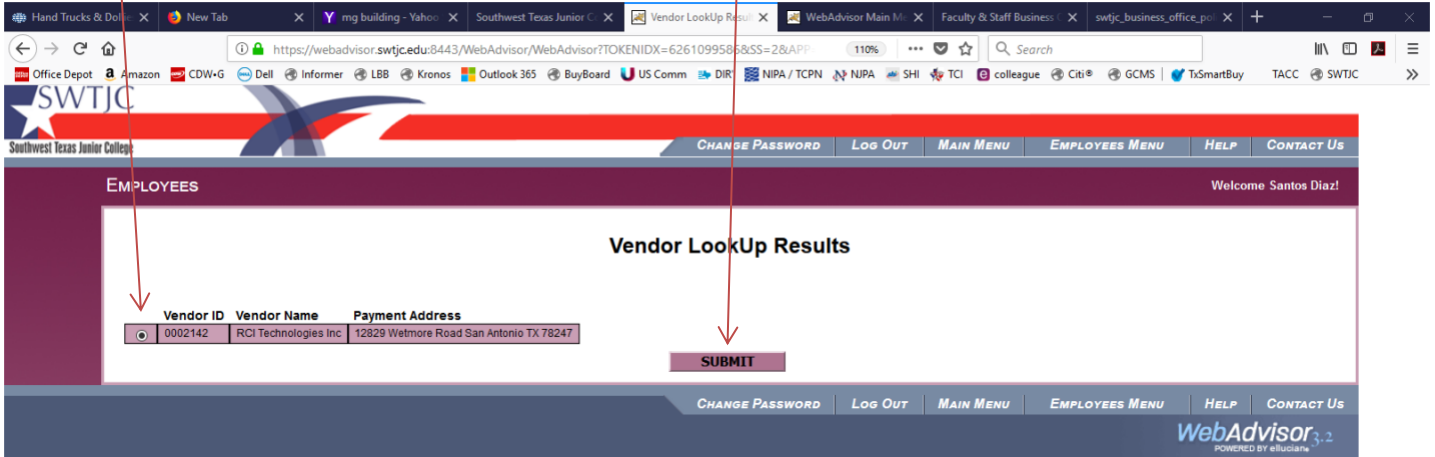 Hand Trucks & Dollie New Tab mg building - Yahoo Southwest Texas Junior Co Vendor LookUp Result WebAdvisor Main Me Faculty & Staff Business swtjc_business_office_pol
https://webadvisor.swtjc.edu:8443/WebAdvisor/WebAdvisor?TOKENIDX=6261099586&SS=2&APP 110% Search
Office Depot Amazon CDW•G Dell Informer LBB Kronos Outlook 365 BuyBoard US Comm DIR NIPA / TCPN NJPA SHI TCI colleague Citi® GCMS TxSmartBuy TACC SWTJC
SWTJC
Southwest Texas Junior College
CHANGE PASSWORD LOG OUT MAIN MENU EMPLOYEES MENU HELP CONTACT US
EMPLOYEES Welcome Santos Diaz!
Vendor LookUp Results
Vendor ID Vendor Name Payment Address
0002142 RCI Technologies Inc 12829 Wetmore Road San Antonio TX 78247
SUBMIT
CHANGE PASSWORD LOG OUT MAIN MENU EMPLOYEES MENU HELP CONTACT US
WebAdvisor 3.2
POWERED BY ellucian